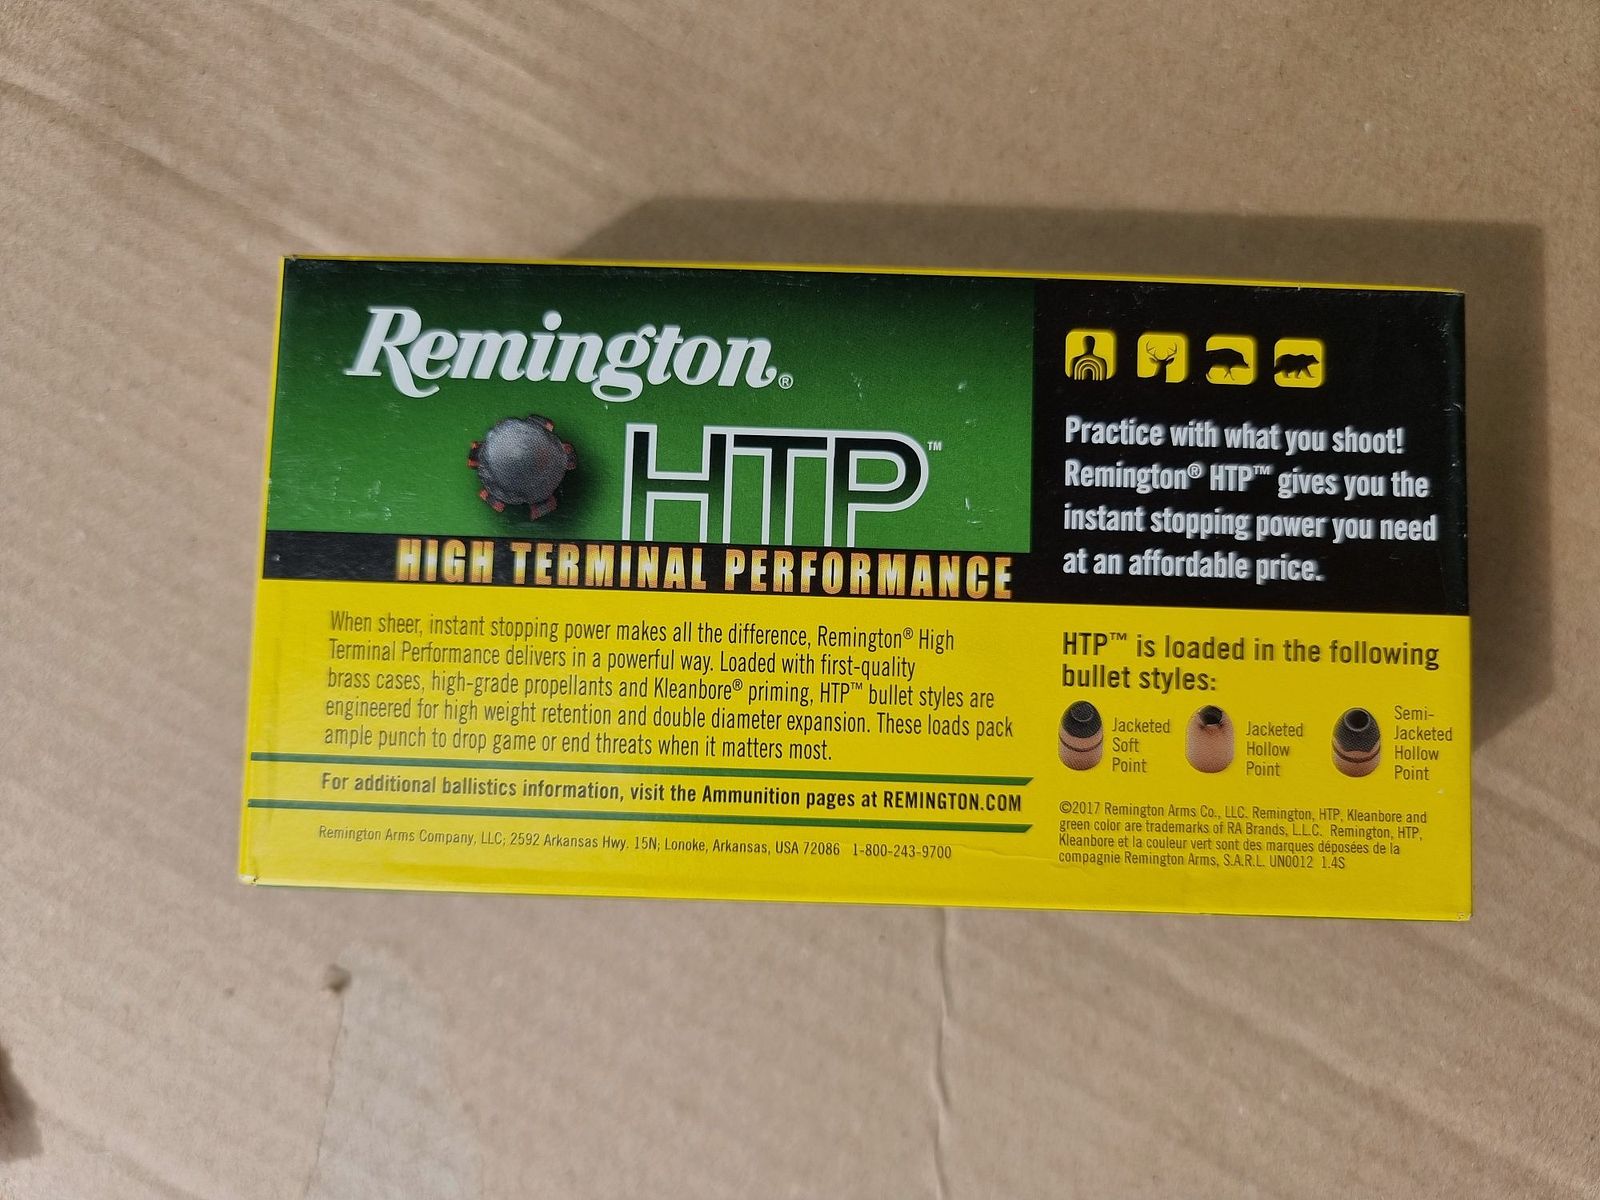 Remington®
HTP™
HIGH TERMINAL PERFORMANCE
When sheer, instant stopping power makes all the difference, Remington® High
Terminal Performance delivers in a powerful way. Loaded with first-quality
brass cases, high-grade propellants and Kleanbore® priming, HTP™ bullet styles are
engineered for high weight retention and double diameter expansion. These loads pack
ample punch to drop game or end threats when it matters most.
For additional ballistics information, visit the Ammunition pages at REMINGTON.COM
Remington Arms Company, LLC; 2592 Arkansas Hwy. 15N; Lonoke, Arkansas, USA 72086 1-800-243-9700
Practice with what you shoot!
Remington® HTP™ gives you the
instant stopping power you need
at an affordable price.
HTP™ is loaded in the following
bullet styles:
Jacketed
Soft
Point
Jacketed
Hollow
Point
Semi-
Jacketed
Hollow
Point
©2017 Remington Arms Co., LLC. Remington, HTP, Kleanbore and
green color are trademarks of RA Brands, L.L.C. Remington, HTP,
Kleanbore et la couleur vert sont des marques déposées de la
compagnie Remington Arms, S.A.R.L. UN0012 1.4S